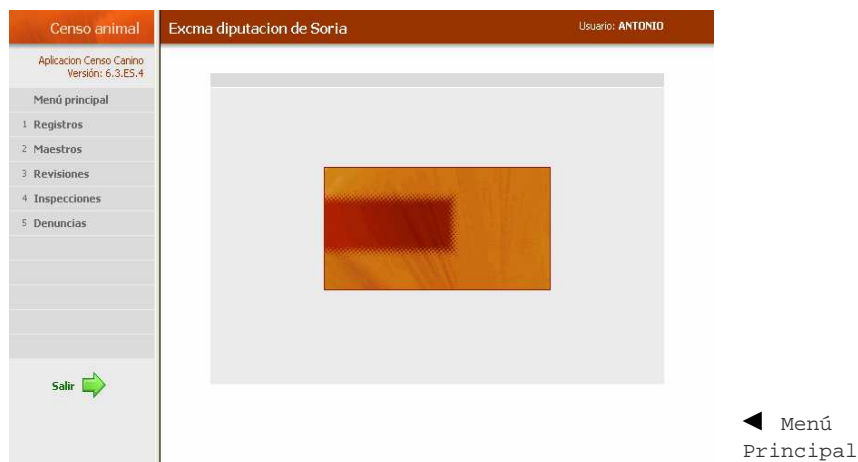 Censo animal
Excma diputacion de Soria
Usuario: ANTONIO
Aplicacion Censo Canino
Versión: 6.3.E5.4
Menú principal
1 Registros
2 Maestros
3 Revisiones
4 Inspecciones
5 Denuncias
Salir
◄ Menú
Principal